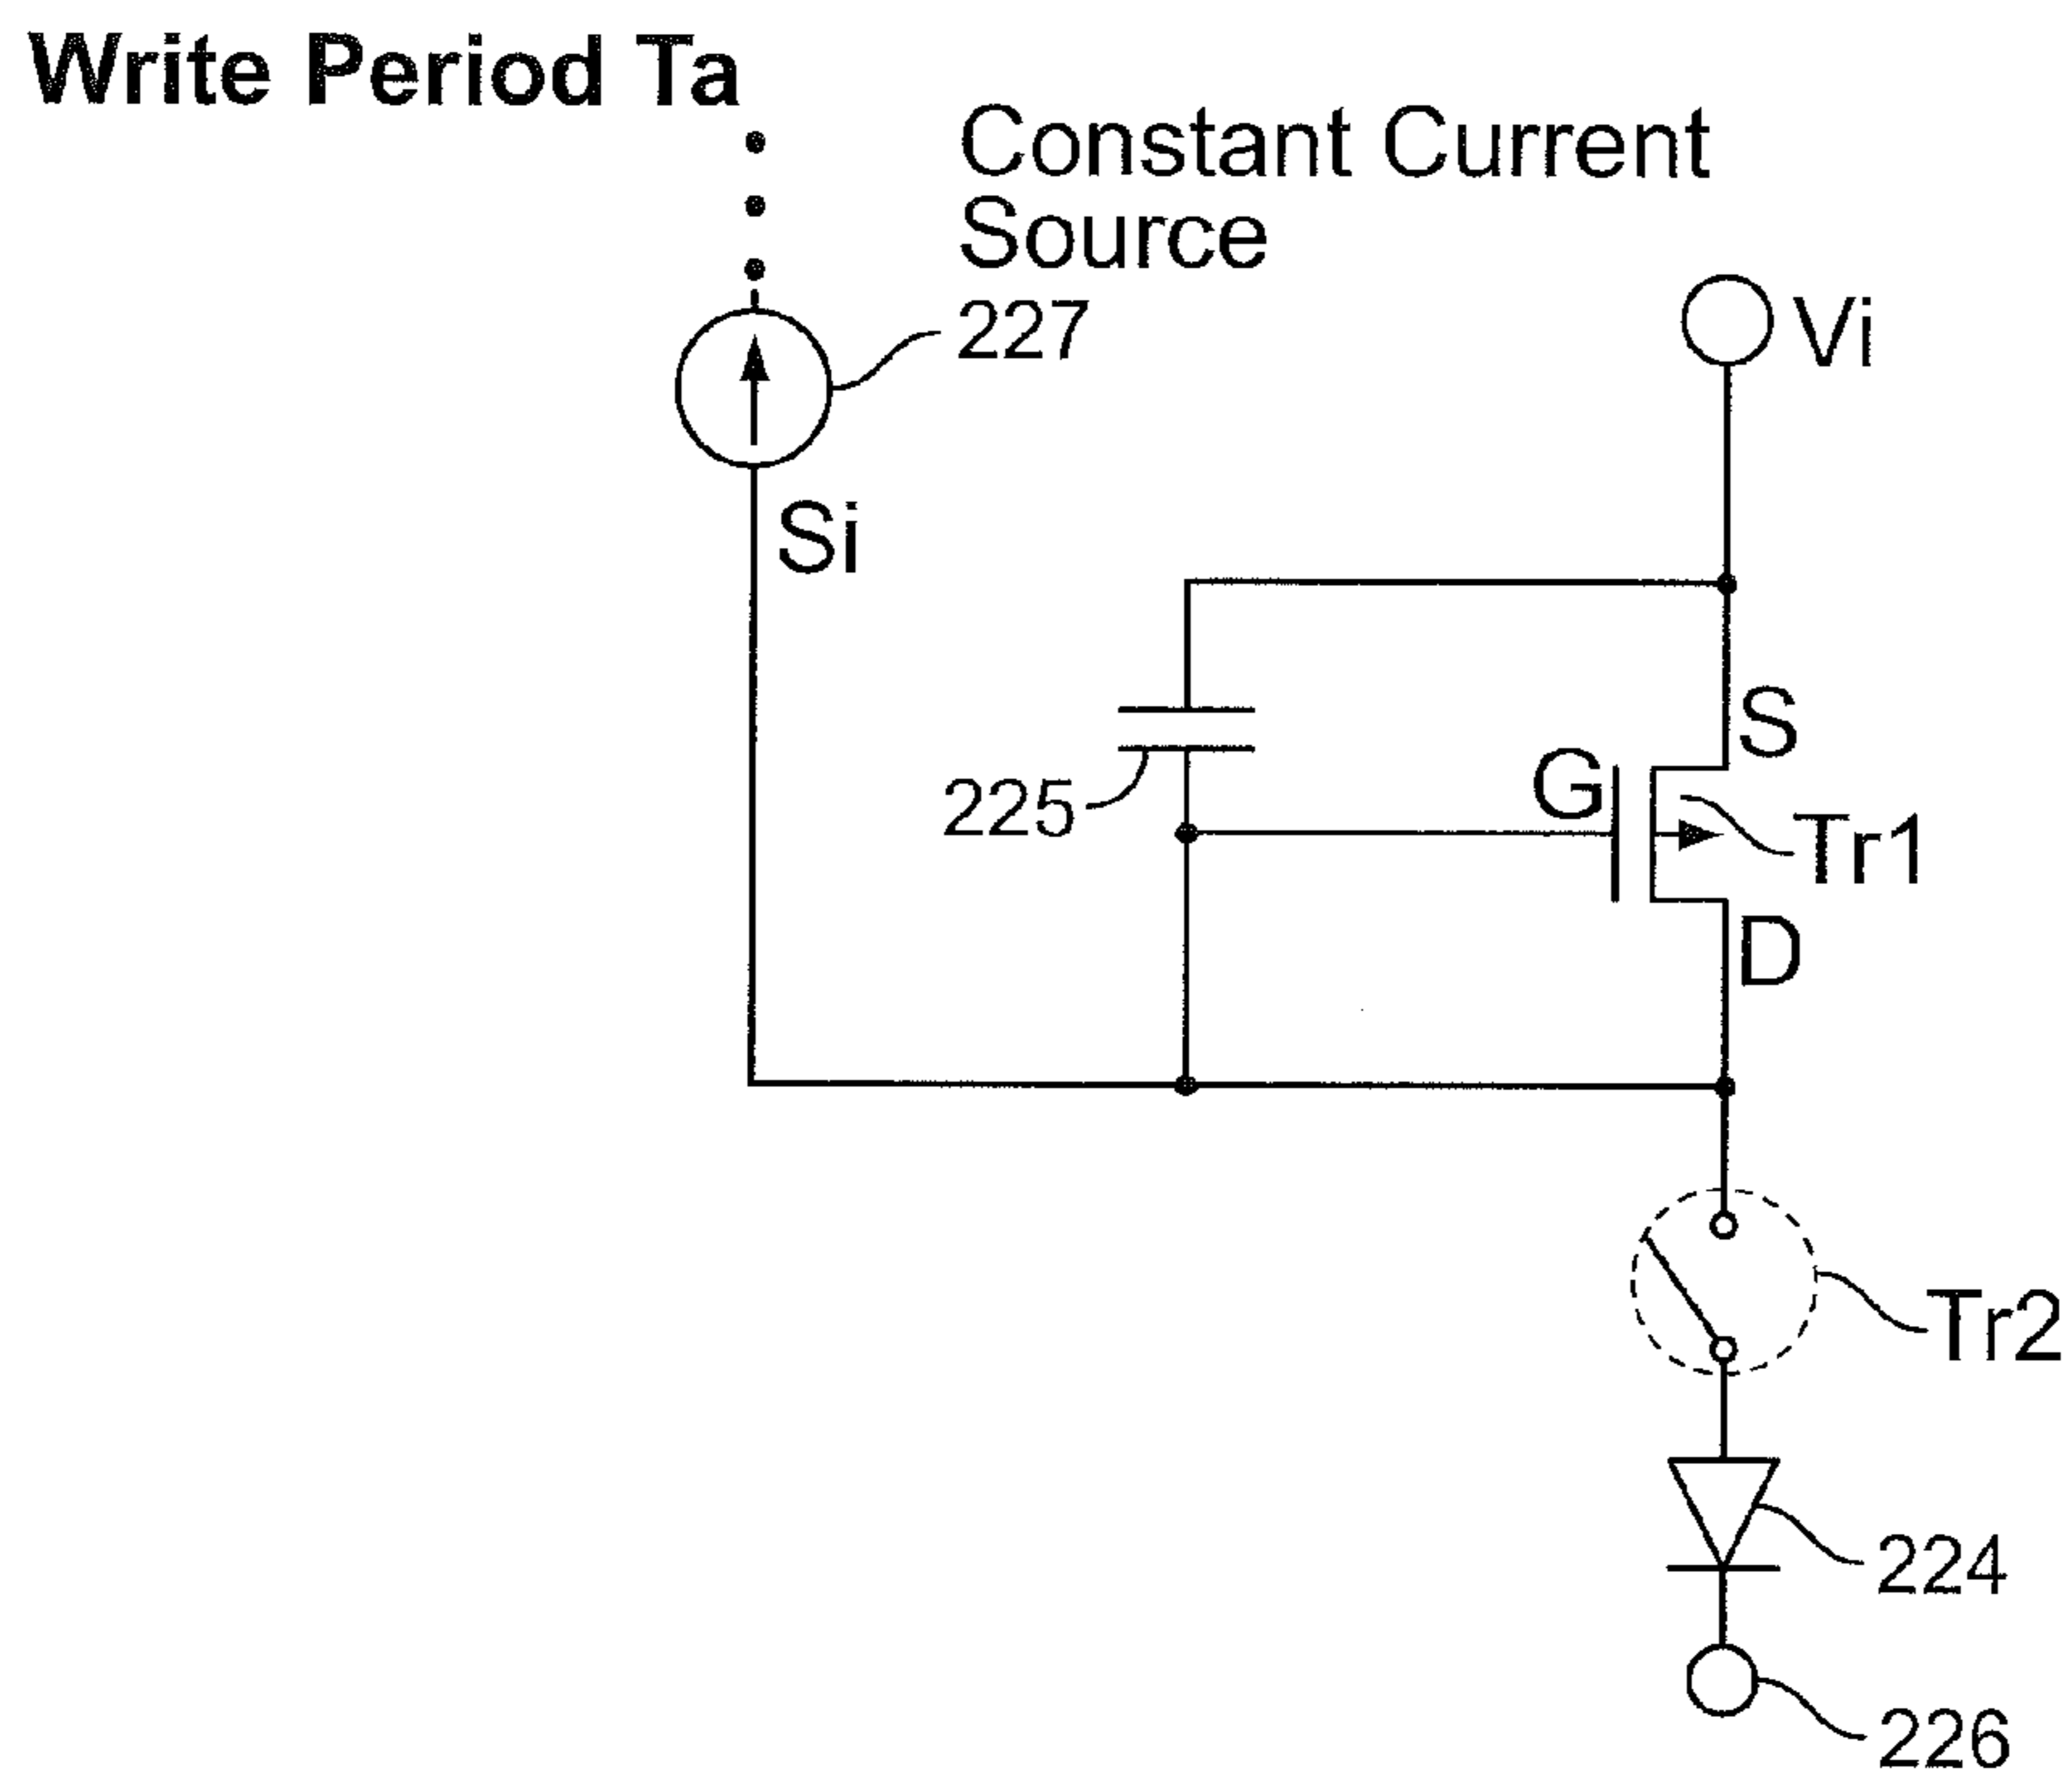 Write Period Ta
Constant Current
Source
227
Vi
Si
S
G
225
Tr1
D
Tr2
224
226